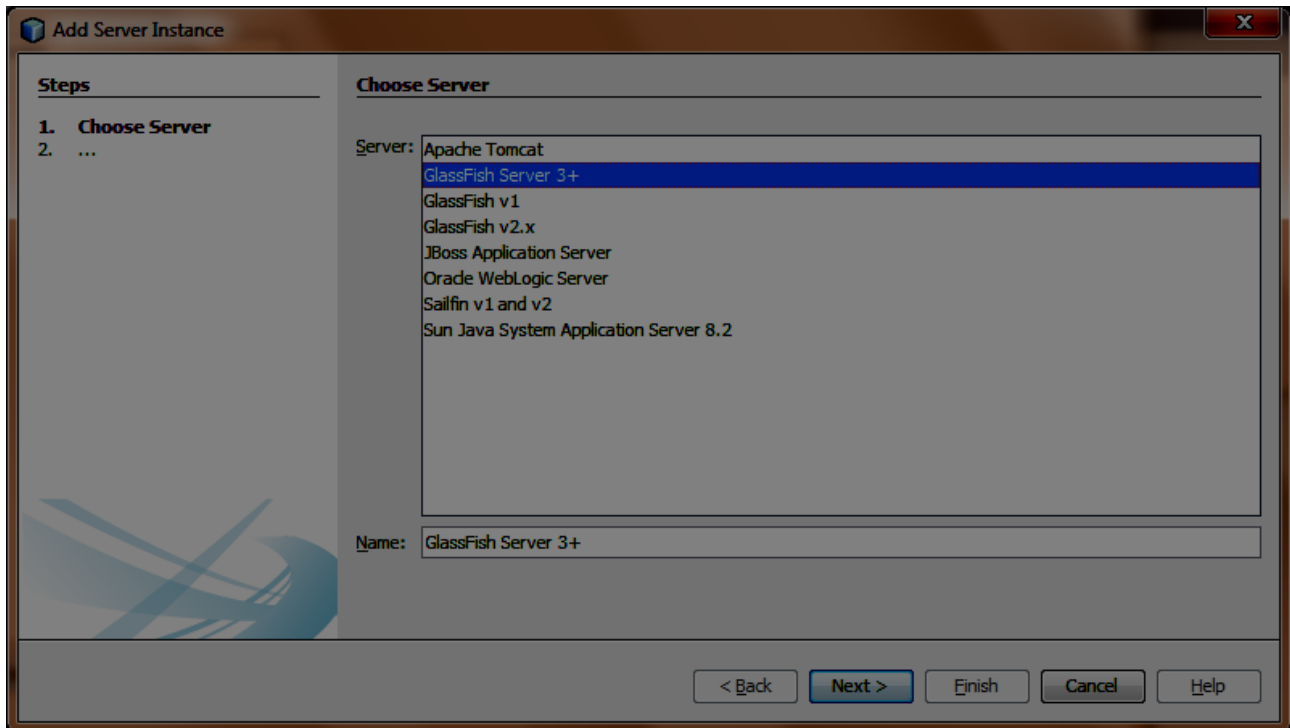 Add Server Instance
X
Steps
1. Choose Server
2. ...
Choose Server
Server:
Apache Tomcat
GlassFish Server 3+
GlassFish v1
GlassFish v2.x
JBoss Application Server
Oracle WebLogic Server
Sailfin v1 and v2
Sun Java System Application Server 8.2
Name: GlassFish Server 3+
< Back Next > Finish Cancel Help